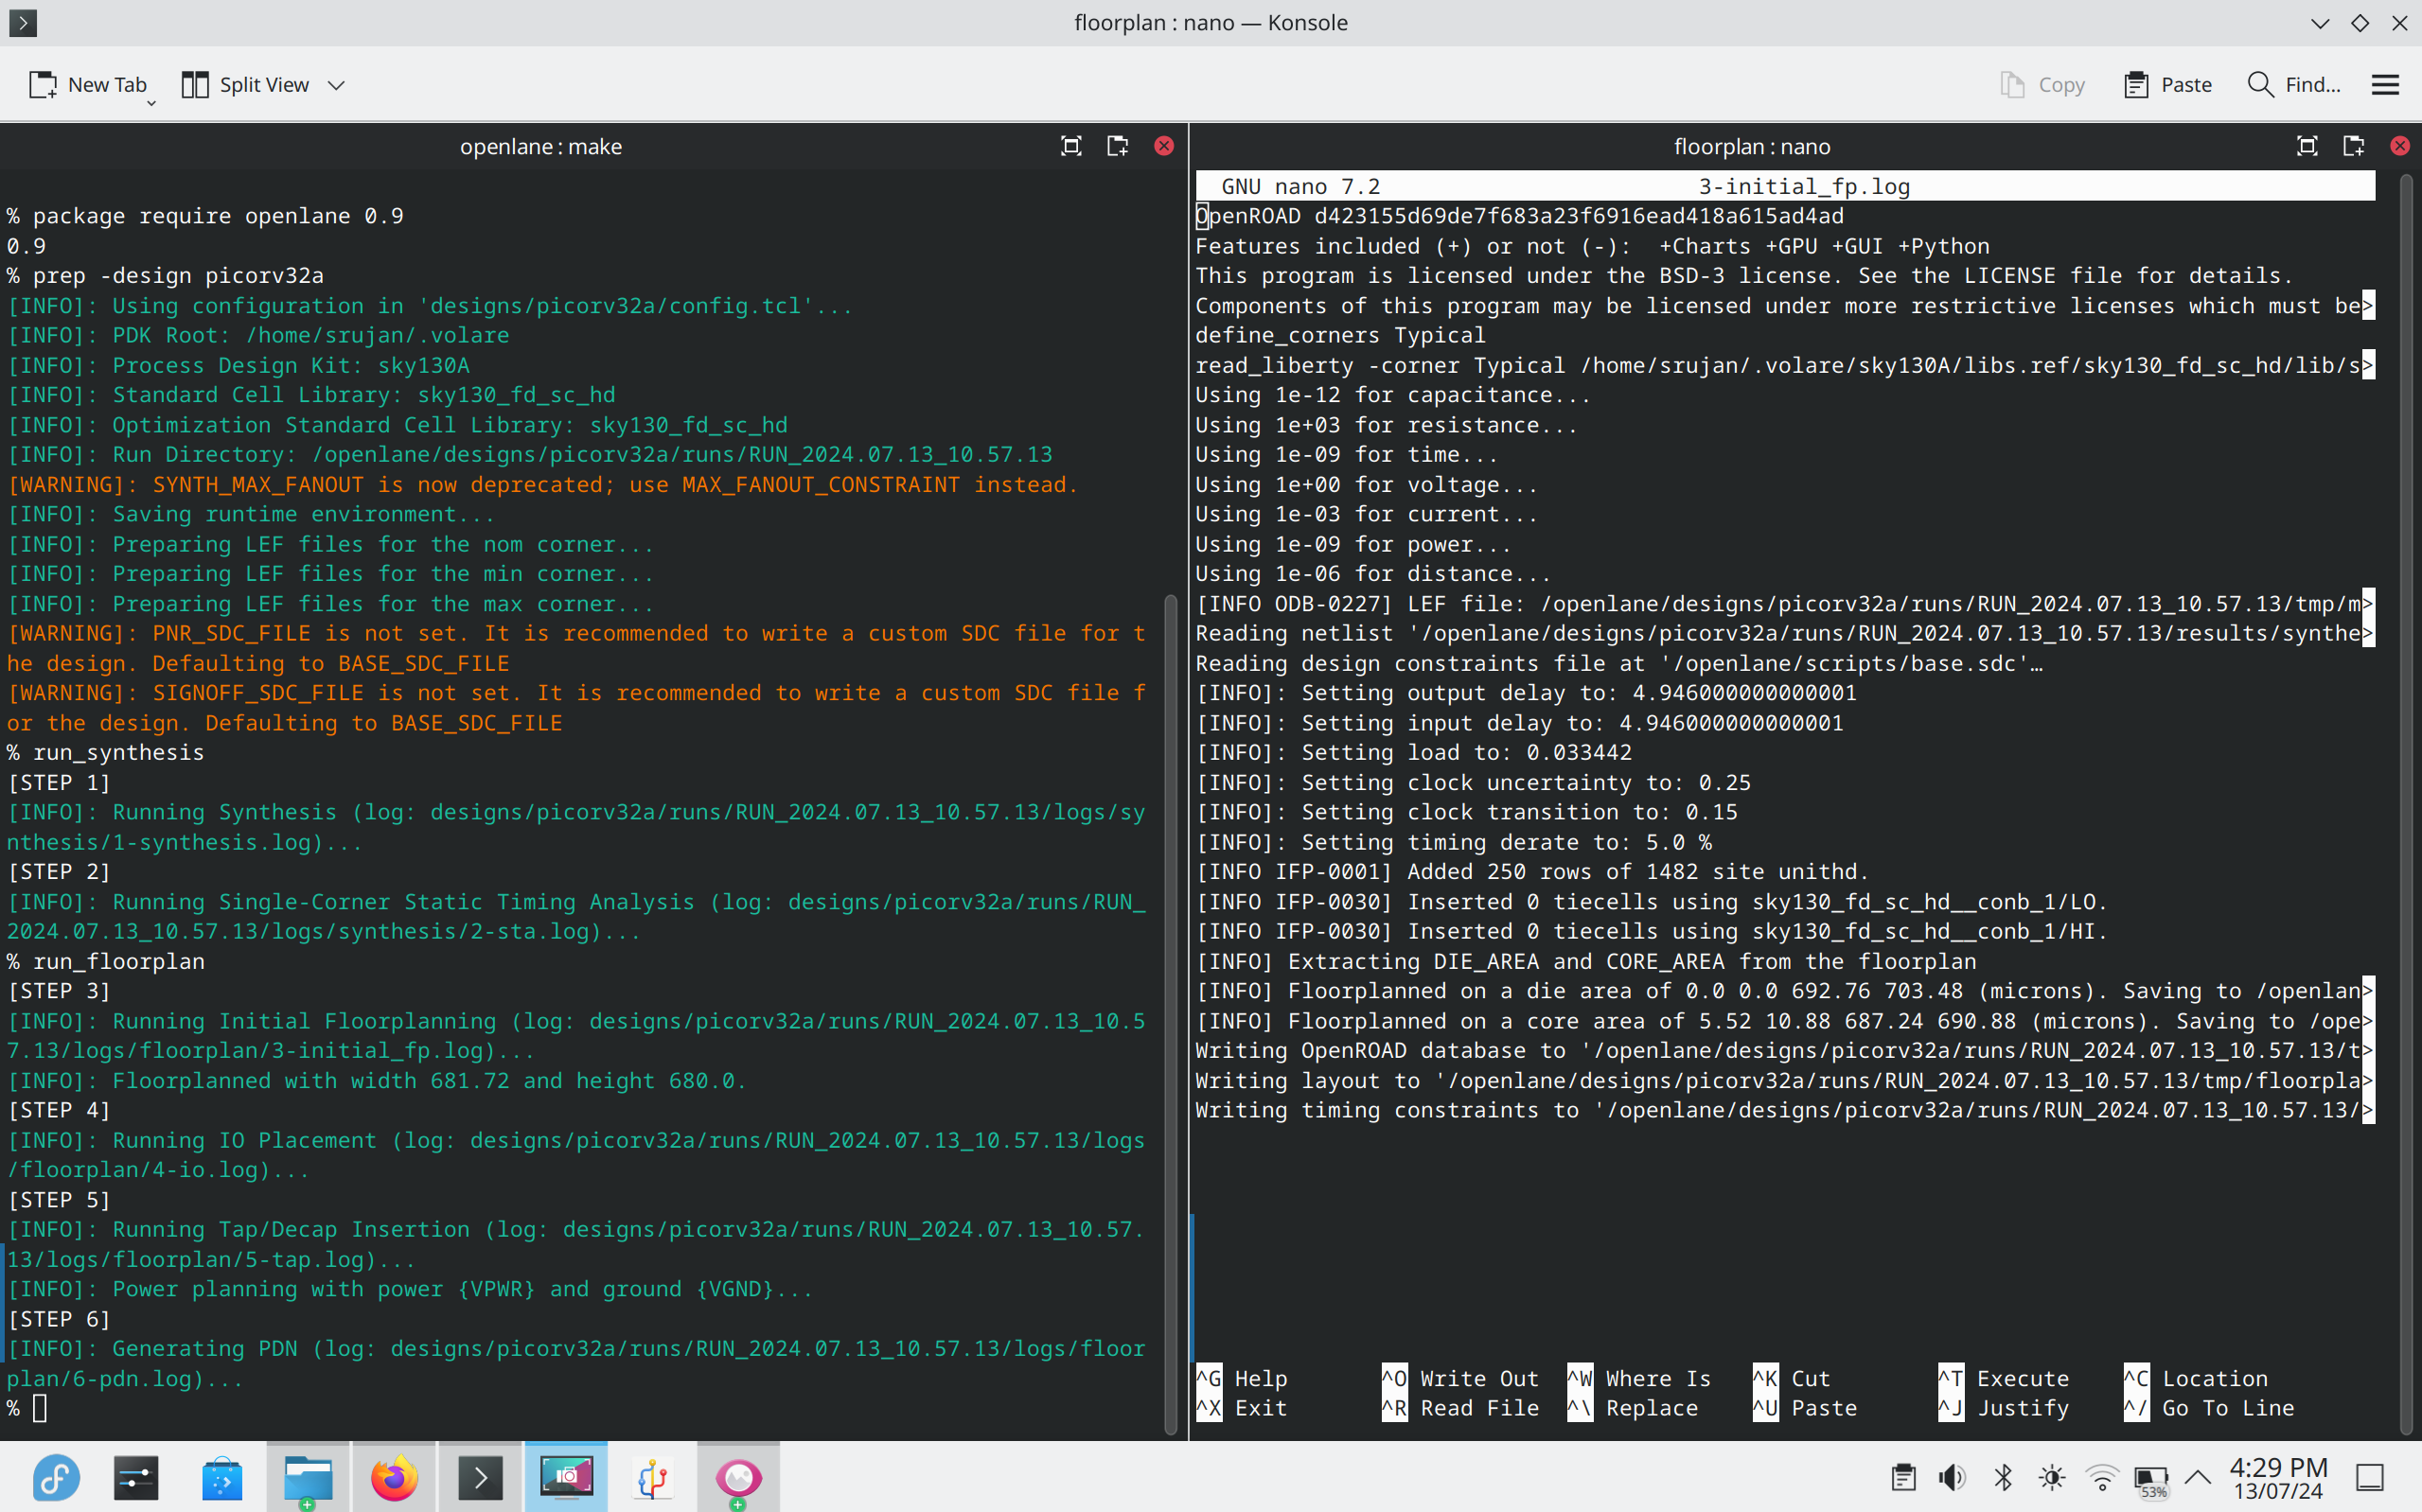 floorplan : nano — Konsole
New Tab
Split View
Copy
Paste
Find...
openlane : make
% package require openlane 0.9
0.9
% prep -design picorv32a
[INFO]: Using configuration in 'designs/picorv32a/config.tcl'...
[INFO]: PDK Root: /home/srujan/.volare
[INFO]: Process Design Kit: sky130A
[INFO]: Standard Cell Library: sky130_fd_sc_hd
[INFO]: Optimization Standard Cell Library: sky130_fd_sc_hd
[INFO]: Run Directory: /openlane/designs/picorv32a/runs/RUN_2024.07.13_10.57.13
[WARNING]: SYNTH_MAX_FANOUT is now deprecated; use MAX_FANOUT_CONSTRAINT instead.
[INFO]: Saving runtime environment...
[INFO]: Preparing LEF files for the nom corner...
[INFO]: Preparing LEF files for the min corner...
[INFO]: Preparing LEF files for the max corner...
[WARNING]: PNR_SDC_FILE is not set. It is recommended to write a custom SDC file for t
he design. Defaulting to BASE_SDC_FILE
[WARNING]: SIGNOFF_SDC_FILE is not set. It is recommended to write a custom SDC file f
or the design. Defaulting to BASE_SDC_FILE
% run_synthesis
[STEP 1]
[INFO]: Running Synthesis (log: designs/picorv32a/runs/RUN_2024.07.13_10.57.13/logs/sy
nthesis/1-synthesis.log)...
[STEP 2]
[INFO]: Running Single-Corner Static Timing Analysis (log: designs/picorv32a/runs/RUN_
2024.07.13_10.57.13/logs/synthesis/2-sta.log)...
% run_floorplan
[STEP 3]
[INFO]: Running Initial Floorplanning (log: designs/picorv32a/runs/RUN_2024.07.13_10.5
7.13/logs/floorplan/3-initial_fp.log)...
[INFO]: Floorplanned with width 681.72 and height 680.0.
[STEP 4]
[INFO]: Running IO Placement (log: designs/picorv32a/runs/RUN_2024.07.13_10.57.13/logs
/floorplan/4-io.log)...
[STEP 5]
[INFO]: Running Tap/Decap Insertion (log: designs/picorv32a/runs/RUN_2024.07.13_10.57.
13/logs/floorplan/5-tap.log)...
[INFO]: Power planning with power {VPWR} and ground {VGND}...
[STEP 6]
[INFO]: Generating PDN (log: designs/picorv32a/runs/RUN_2024.07.13_10.57.13/logs/floor
plan/6-pdn.log)...
%
floorplan : nano
GNU nano 7.2 3-initial_fp.log
OpenROAD d423155d69de7f683a23f6916ead418a615ad4ad
Features included (+) or not (-):  +Charts +GPU +GUI +Python
This program is licensed under the BSD-3 license. See the LICENSE file for details.
Components of this program may be licensed under more restrictive licenses which must be>
define_corners Typical
read_liberty -corner Typical /home/srujan/.volare/sky130A/libs.ref/sky130_fd_sc_hd/lib/s>
Using 1e-12 for capacitance...
Using 1e+03 for resistance...
Using 1e-09 for time...
Using 1e+00 for voltage...
Using 1e-03 for current...
Using 1e-09 for power...
Using 1e-06 for distance...
[INFO ODB-0227] LEF file: /openlane/designs/picorv32a/runs/RUN_2024.07.13_10.57.13/tmp/m>
Reading netlist '/openlane/designs/picorv32a/runs/RUN_2024.07.13_10.57.13/results/synthe>
Reading design constraints file at '/openlane/scripts/base.sdc'…
[INFO]: Setting output delay to: 4.946000000000001
[INFO]: Setting input delay to: 4.946000000000001
[INFO]: Setting load to: 0.033442
[INFO]: Setting clock uncertainty to: 0.25
[INFO]: Setting clock transition to: 0.15
[INFO]: Setting timing derate to: 5.0 %
[INFO IFP-0001] Added 250 rows of 1482 site unithd.
[INFO IFP-0030] Inserted 0 tiecells using sky130_fd_sc_hd__conb_1/LO.
[INFO IFP-0030] Inserted 0 tiecells using sky130_fd_sc_hd__conb_1/HI.
[INFO] Extracting DIE_AREA and CORE_AREA from the floorplan
[INFO] Floorplanned on a die area of 0.0 0.0 692.76 703.48 (microns). Saving to /openlan>
[INFO] Floorplanned on a core area of 5.52 10.88 687.24 690.88 (microns). Saving to /ope>
Writing OpenROAD database to '/openlane/designs/picorv32a/runs/RUN_2024.07.13_10.57.13/t>
Writing layout to '/openlane/designs/picorv32a/runs/RUN_2024.07.13_10.57.13/tmp/floorpla>
Writing timing constraints to '/openlane/designs/picorv32a/runs/RUN_2024.07.13_10.57.13/>
^G Help ^O Write Out ^W Where Is ^K Cut ^T Execute ^C Location
^X Exit ^R Read File ^\ Replace ^U Paste ^J Justify ^/ Go To Line
53%
4:29 PM
13/07/24